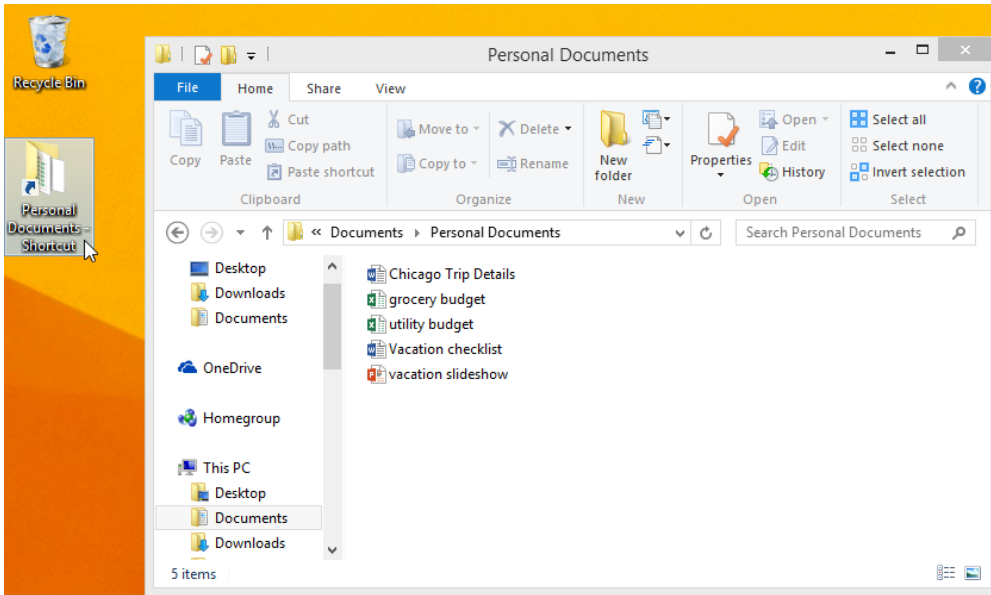 Recycle Bin
Personal
Documents -
Shortcut
Personal Documents
File Home Share View
Copy
Paste
Cut
Copy path
Paste shortcut
Clipboard
Move to
Copy to
Delete
Rename
Organize
New
folder
New
Properties
Open
Edit
History
Open
Select all
Select none
Invert selection
Select
« Documents Personal Documents
Search Personal Documents
Desktop
Downloads
Documents
OneDrive
Homegroup
This PC
Desktop
Documents
Downloads
Chicago Trip Details
grocery budget
utility budget
Vacation checklist
vacation slideshow
5 items